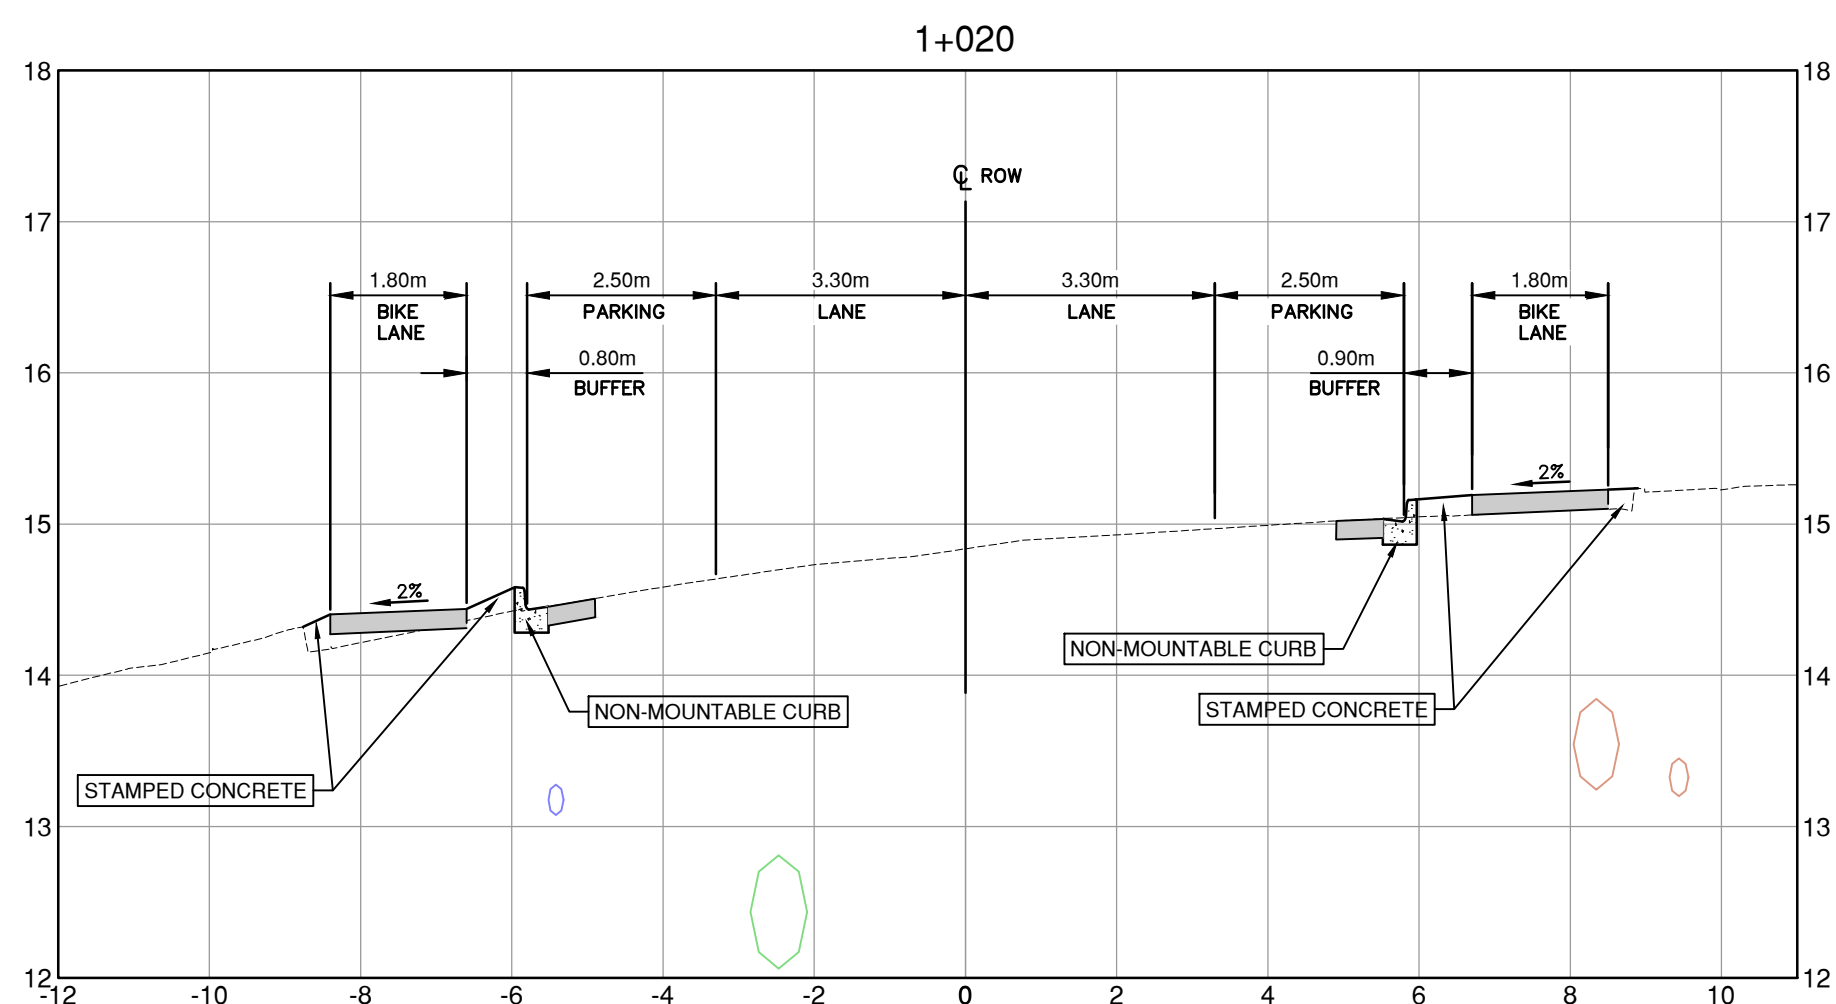 1+020
18
18
℄ ROW
17
17
1.80m
2.50m
3.30m
3.30m
2.50m
1.80m
BIKE
LANE
PARKING
LANE
LANE
PARKING
BIKE
LANE
16
0.80m
0.90m
16
BUFFER
BUFFER
2%
15
15
2%
NON-MOUNTABLE CURB
14
14
NON-MOUNTABLE CURB
STAMPED CONCRETE
STAMPED CONCRETE
13
13
12
12
-12
-10
-8
-6
-4
-2
0
2
4
6
8
10